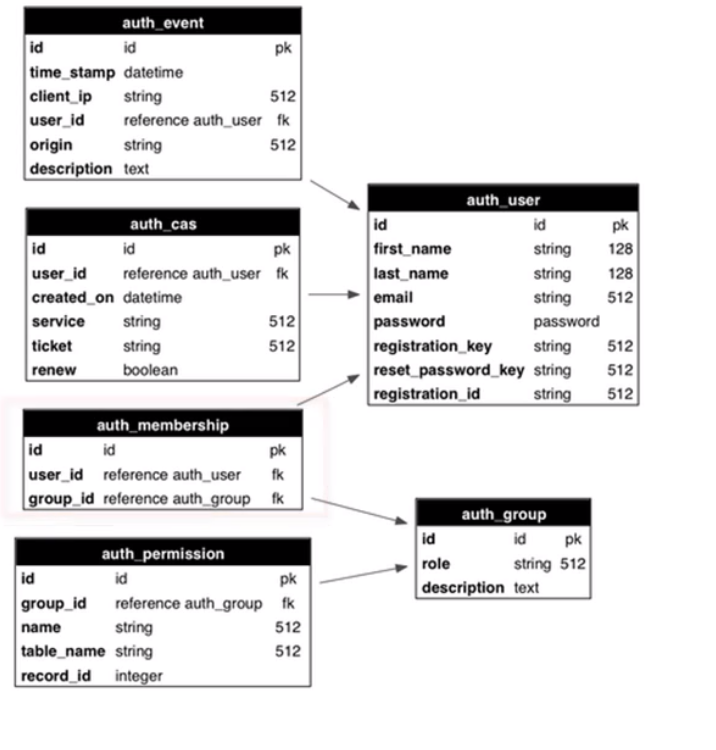 auth_event
id id pk
time_stamp datetime
client_ip string 512
user_id reference auth_user fk
origin string 512
description text
auth_cas
id id pk
user_id reference auth_user fk
created_on datetime
service string 512
ticket string 512
renew boolean
auth_membership
id id pk
user_id reference auth_user fk
group_id reference auth_group fk
auth_permission
id id pk
group_id reference auth_group fk
name string 512
table_name string 512
record_id integer
auth_user
id id pk
first_name string 128
last_name string 128
email string 512
password password
registration_key string 512
reset_password_key string 512
registration_id string 512
auth_group
id id pk
role string 512
description text